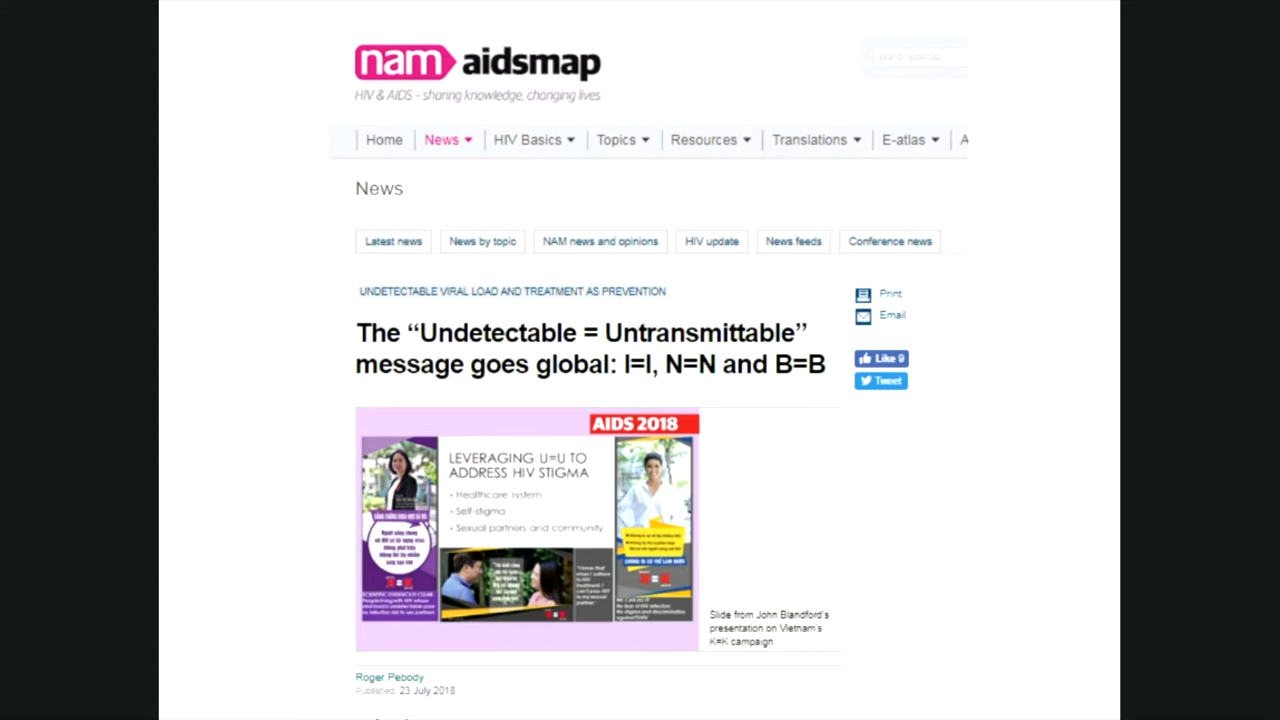 nam aidsmap
HIV & AIDS – sharing knowledge, changing lives
search aidsmap
Home
News
HIV Basics
Topics
Resources
Translations
E-atlas
A
News
Latest news
News by topic
NAM news and opinions
HIV update
News feeds
Conference news
UNDETECTABLE VIRAL LOAD AND TREATMENT AS PREVENTION
Print
Email
The “Undetectable = Untransmittable”
message goes global: I=I, N=N and B=B
Like 9
Tweet
AIDS 2018
LEVERAGING U=U TO
ADDRESS HIV STIGMA
• Healthcare system
• Self-stigma
• Sexual partners and community
K=K
K=K
K=K
Slide from John Blandford's
presentation on Vietnam's
K=K campaign
Roger Pebody
Published: 23 July 2018